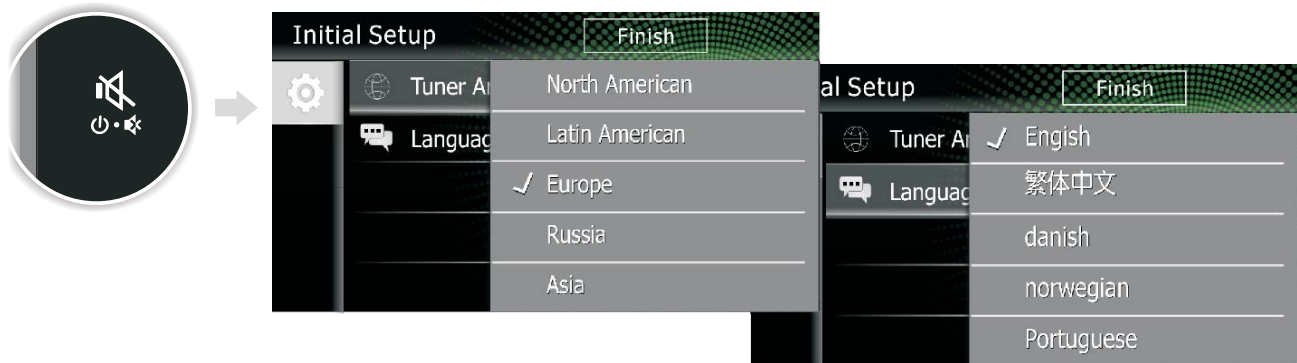 Initial Setup
Finish
Tuner Ar
Languag
North American
Latin American
Europe
Russia
Asia
al Setup
Finish
Tuner Ar
Languag
Engish
繁体中文
danish
norwegian
Portuguese